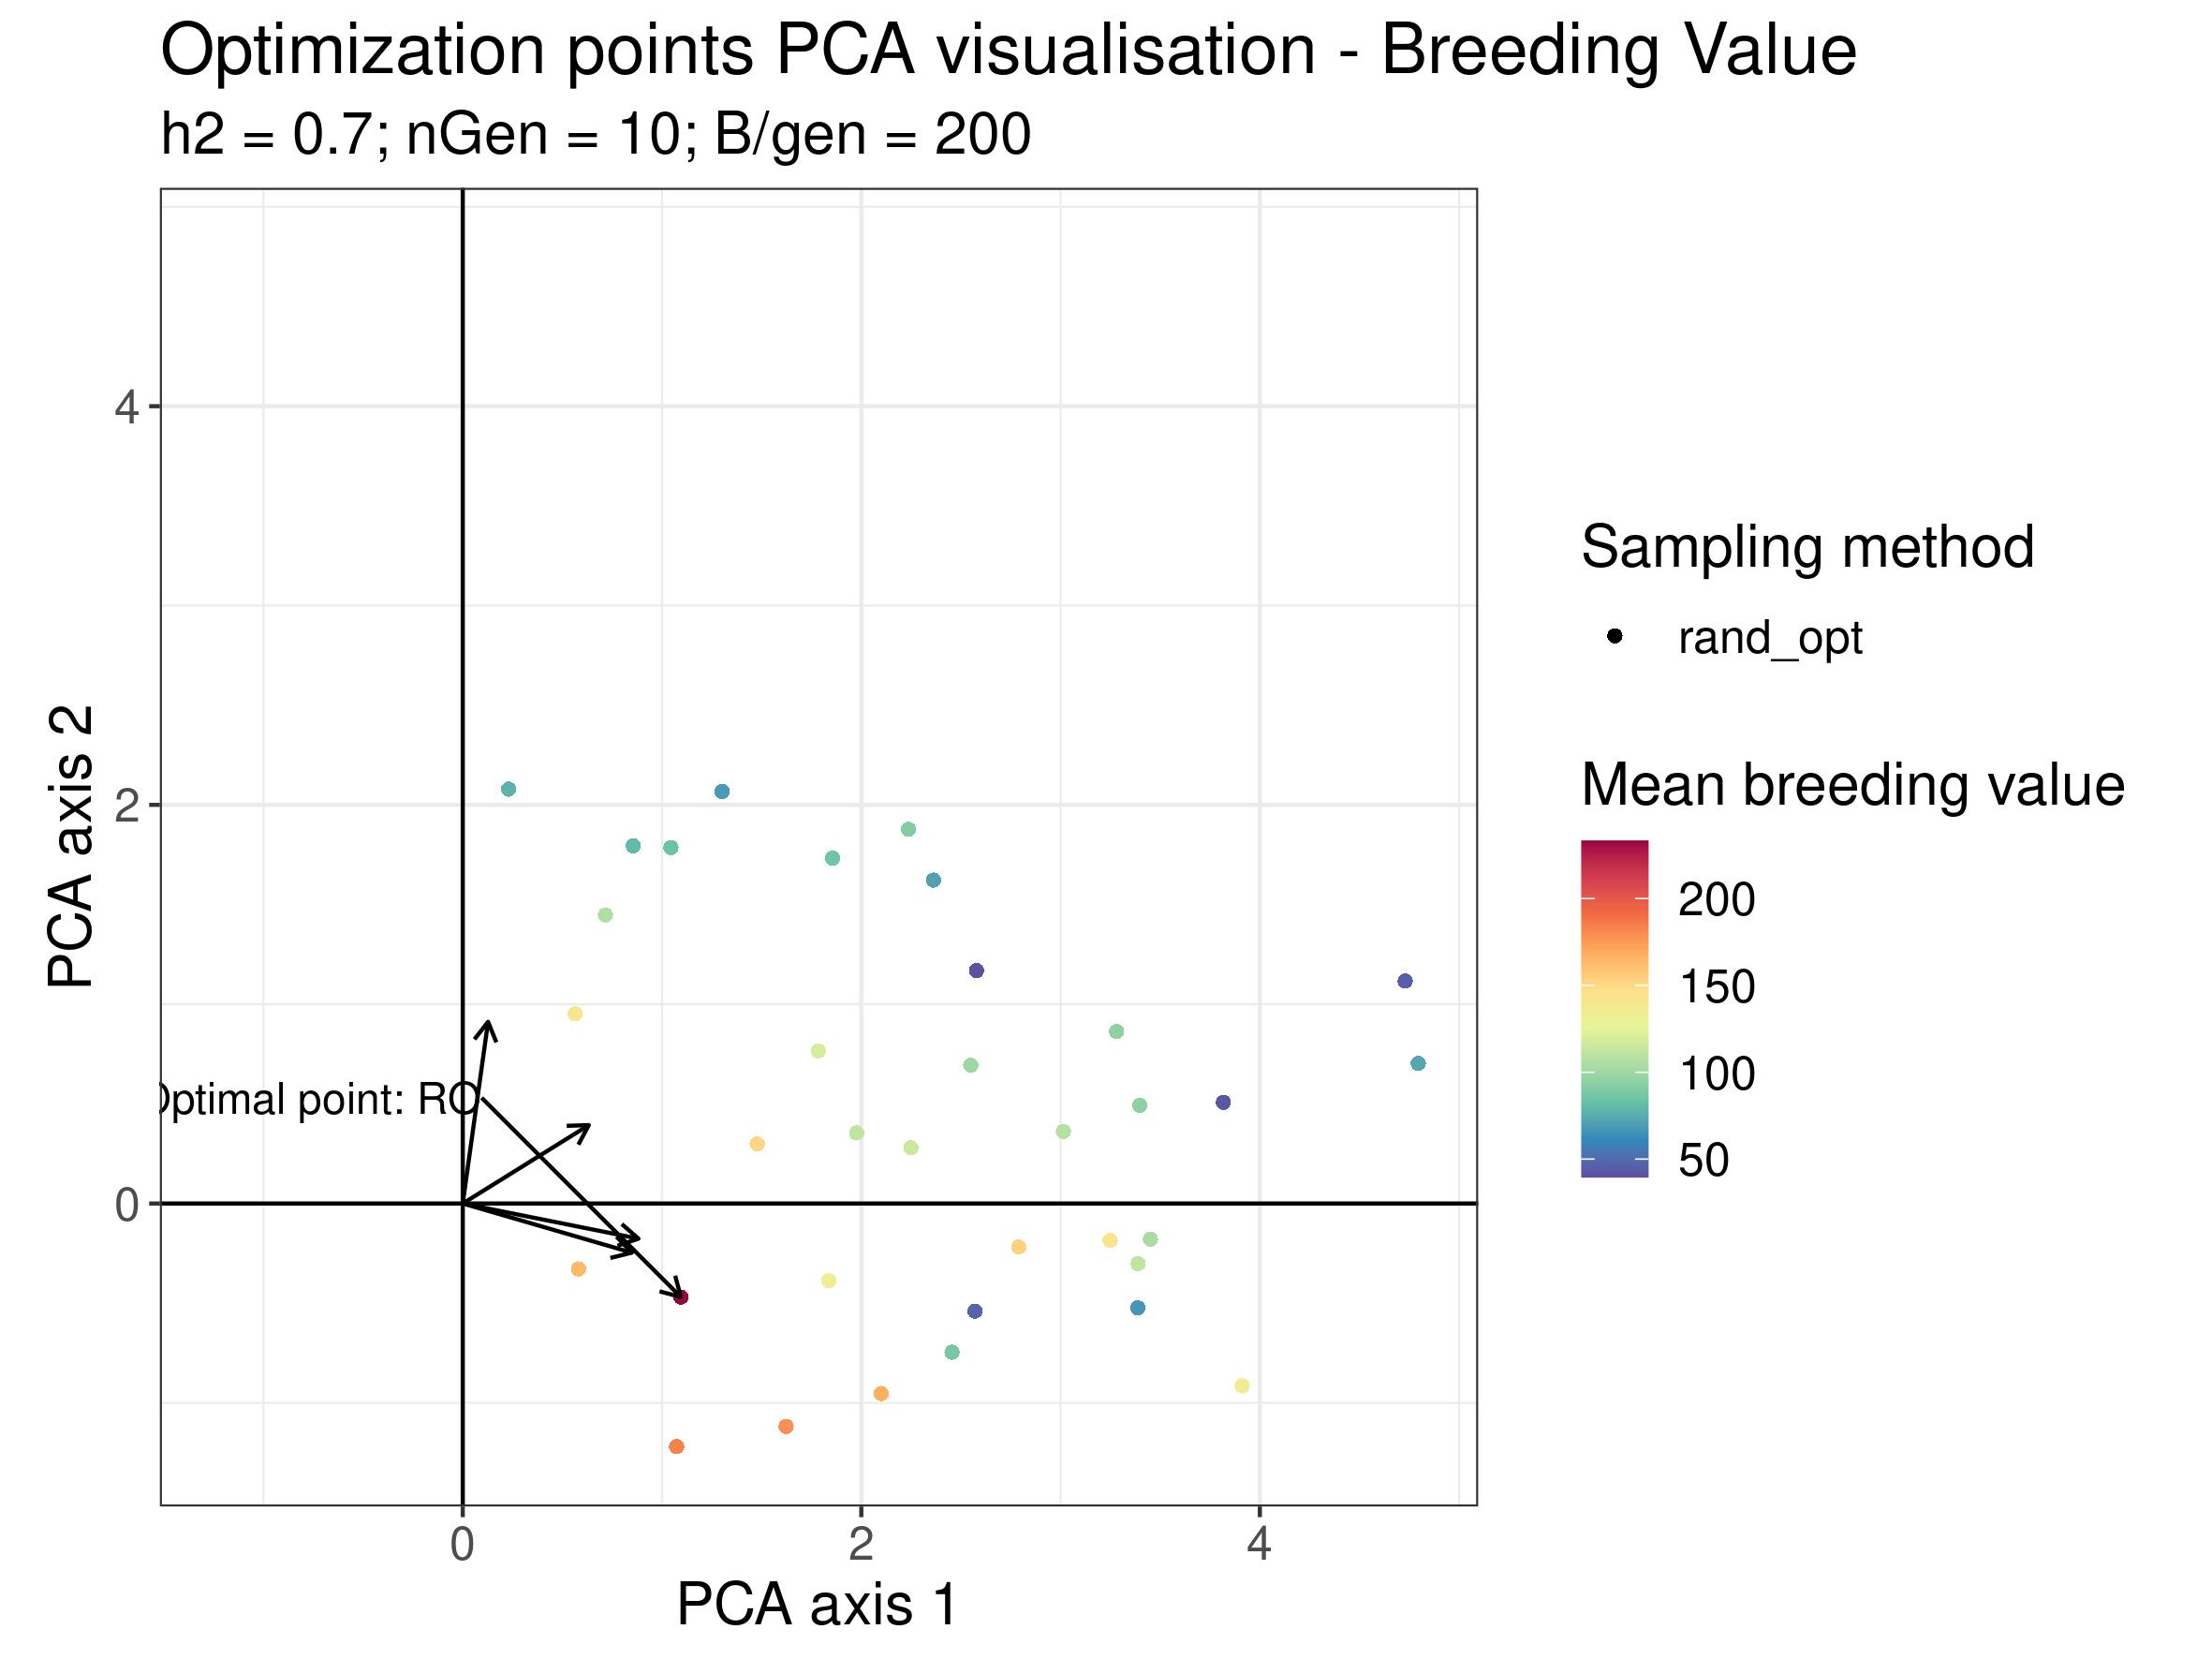 Optimization points PCA visualisation - Breeding Value
h2 = 0.7; nGen = 10; B/gen = 200
4
2
0
0
2
4
PCA axis 2
PCA axis 1
Optimal point: RO
Sampling method
rand_opt
Mean breeding value
200
150
100
50